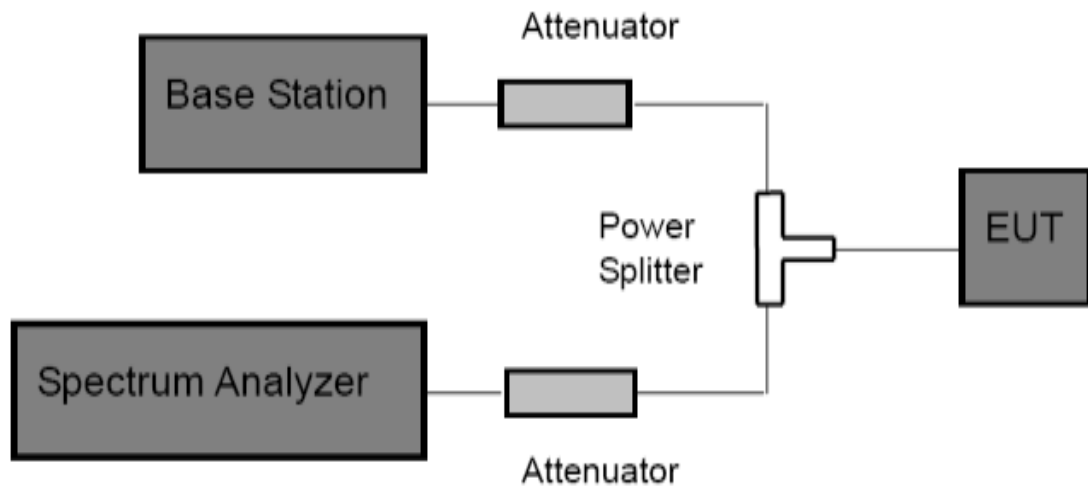 Attenuator
Base Station
Power
Splitter
EUT
Spectrum Analyzer
Attenuator